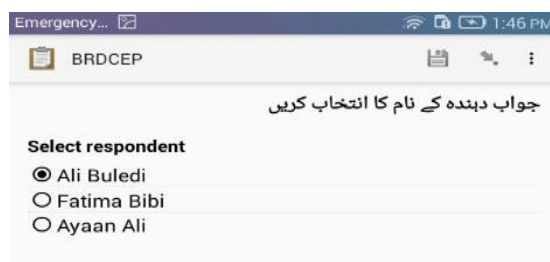 Emergency... 1:46 PM
BRDCEP
جواب دہندہ کے نام کا انتخاب کریں
Select respondent
Ali Buledi
Fatima Bibi
Ayaan Ali